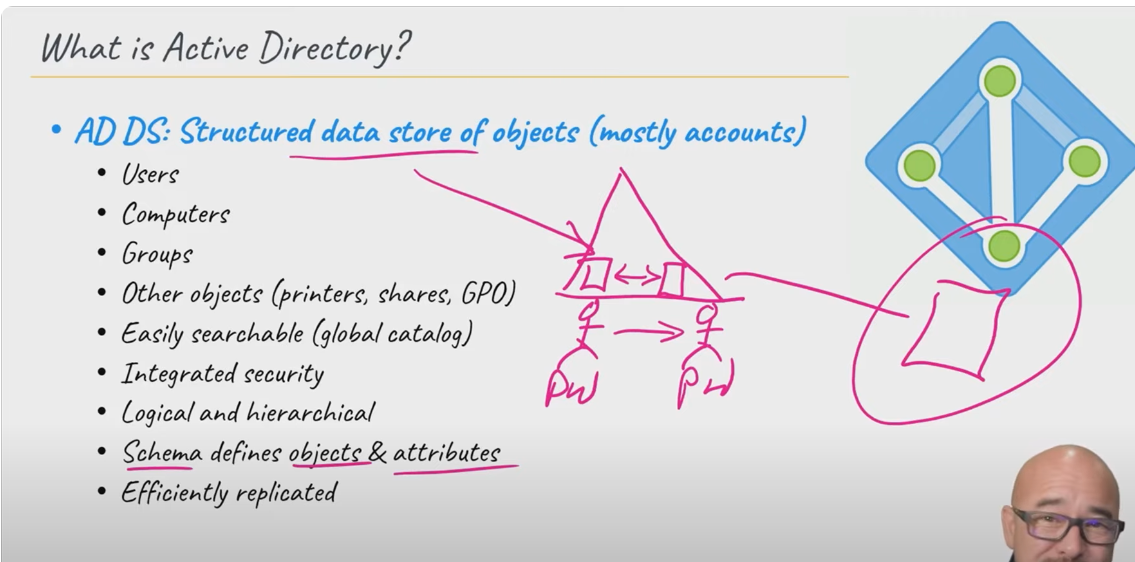 What is Active Directory?
• AD DS: Structured data store of objects (mostly accounts)
• Users
• Computers
• Groups
• Other objects (printers, shares, GPO)
• Easily searchable (global catalog)
• Integrated security
• Logical and hierarchical
• Schema defines objects & attributes
• Efficiently replicated
PW PW